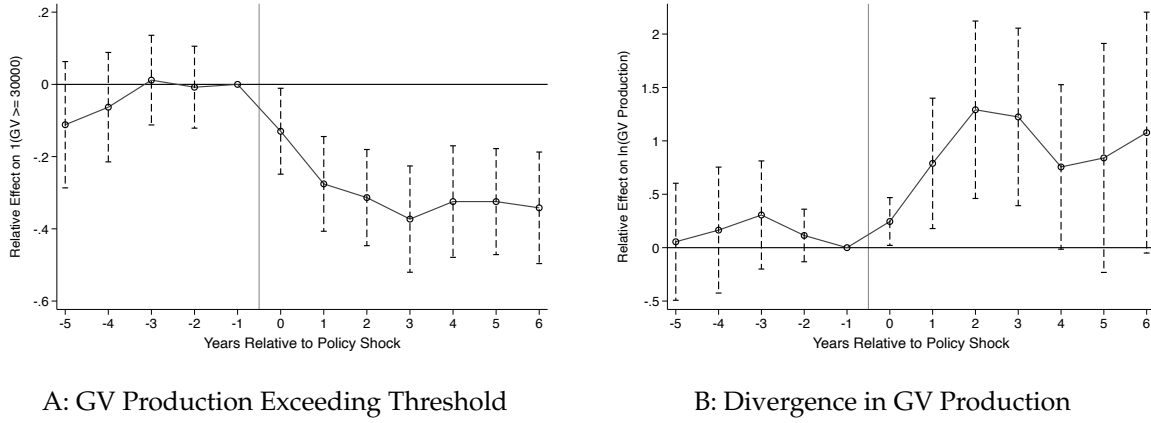 Relative Effect on 1(GV >= 30000)
.2
0
-.2
-.4
-.6
-5 -4 -3 -2 -1 0 1 2 3 4 5 6
Years Relative to Policy Shock
A: GV Production Exceeding Threshold
Relative Effect on ln(GV Production)
2
1.5
1
.5
0
-.5
-5 -4 -3 -2 -1 0 1 2 3 4 5 6
Years Relative to Policy Shock
B: Divergence in GV Production